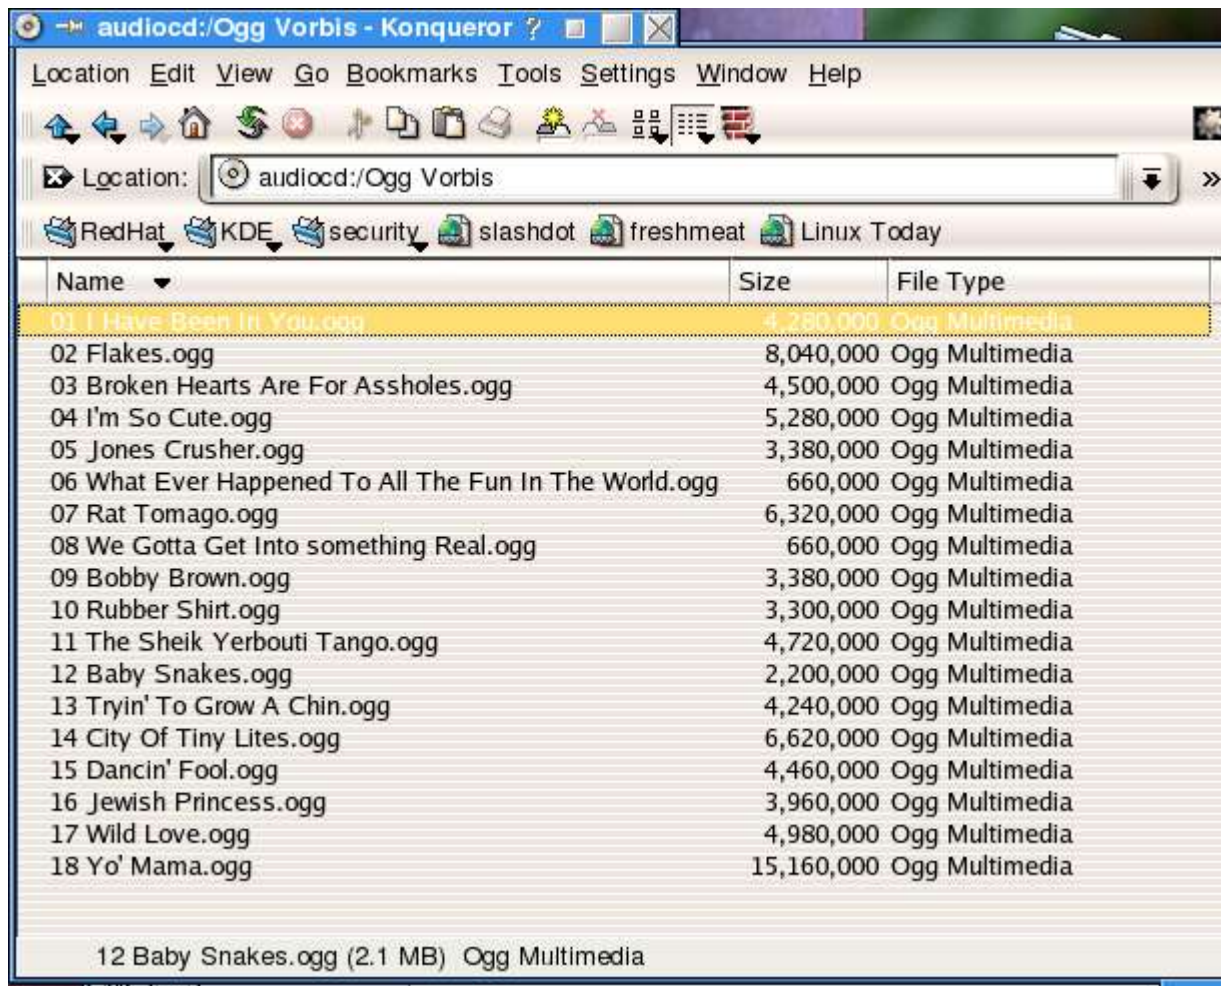 audiocd:/Ogg Vorbis - Konqueror ?
Location Edit View Go Bookmarks Tools Settings Window Help
Location: audiocd:/Ogg Vorbis »
RedHat KDE security slashdot freshmeat Linux Today
Name Size File Type
01 I Have Been In You.ogg 4,280,000 Ogg Multimedia
02 Flakes.ogg 8,040,000 Ogg Multimedia
03 Broken Hearts Are For Assholes.ogg 4,500,000 Ogg Multimedia
04 I'm So Cute.ogg 5,280,000 Ogg Multimedia
05 Jones Crusher.ogg 3,380,000 Ogg Multimedia
06 What Ever Happened To All The Fun In The World.ogg 660,000 Ogg Multimedia
07 Rat Tomago.ogg 6,320,000 Ogg Multimedia
08 We Gotta Get Into something Real.ogg 660,000 Ogg Multimedia
09 Bobby Brown.ogg 3,380,000 Ogg Multimedia
10 Rubber Shirt.ogg 3,300,000 Ogg Multimedia
11 The Sheik Yerbouti Tango.ogg 4,720,000 Ogg Multimedia
12 Baby Snakes.ogg 2,200,000 Ogg Multimedia
13 Tryin' To Grow A Chin.ogg 4,240,000 Ogg Multimedia
14 City Of Tiny Lites.ogg 6,620,000 Ogg Multimedia
15 Dancin' Fool.ogg 4,460,000 Ogg Multimedia
16 Jewish Princess.ogg 3,960,000 Ogg Multimedia
17 Wild Love.ogg 4,980,000 Ogg Multimedia
18 Yo' Mama.ogg 15,160,000 Ogg Multimedia
12 Baby Snakes.ogg (2.1 MB) Ogg Multimedia